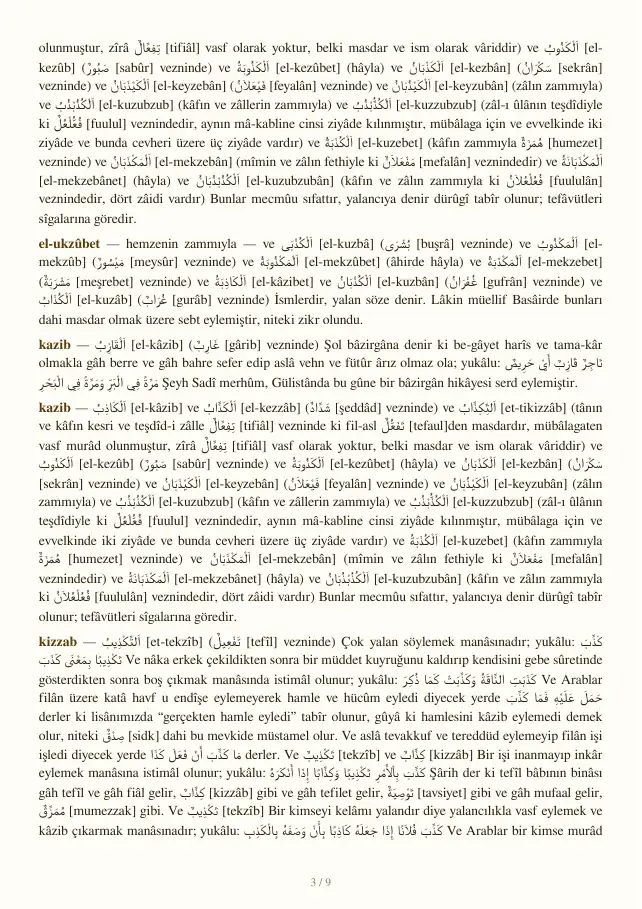 olunmuştur, zîrâ تِفِعَّالٌ [tifiâl] vasf olarak yoktur, belki masdar ve ism olarak vâriddir) ve اَلْكَذُوبُ [el-
kezûb] (صَبُورٌ [sabûr] vezninde) ve اَلْكَذُوبَةُ [el-kezûbet] (hâyla) ve اَلْكَذْبَانُ [el-kezbân] (سَكْرَانُ [sekrân]
vezninde) ve اَلْكَيْذَبَانُ [el-keyzebân] (فَيْعَلَانُ [feyalân] vezninde) ve اَلْكَيْذُبَانُ [el-keyzubân] (zâlın zammıyla)
ve اَلْكُذُبْذُبُ [el-kuzubzub] (kâfın ve zâllerin zammıyla) ve اَلْكُذُّبْذُبُ [el-kuzzubzub] (zâl-ı ûlânın teşdîdiyle
ki فُعُّلْعُلٌ [fuulul] veznindedir, aynın mâ-kabline cinsi ziyâde kılınmıştır, mübâlaga için ve evvelkinde iki
ziyâde ve bunda cevheri üzere üç ziyâde vardır) ve اَلْكُذَبَةُ [el-kuzebet] (kâfın zammıyla هُمَزَةٌ [humezet]
vezninde) ve اَلْمَكْذَبَانُ [el-mekzebân] (mîmin ve zâlın fethiyle ki مَفْعَلَانٌ [mefalân] veznindedir) ve اَلْمَكْذَبَانَةُ
[el-mekzebânet] (hâyla) ve اَلْكُذُبْذُبَانُ [el-kuzubzubân] (kâfın ve zâlın zammıyla ki فُعُلْعُلَانٌ [fuululân]
veznindedir, dört zâidi vardır) Bunlar mecmûu sıfattır, yalancıya denir dürûgî tabîr olunur; tefâvütleri
sîgalarına göredir.
el-ukzûbet — hemzenin zammıyla — ve اَلْكُذْبَى [el-kuzbâ] (بُشْرَى [buşrâ] vezninde) ve اَلْمَكْذُوبُ [el-
mekzûb] (مَيْسُورٌ [meysûr] vezninde) ve اَلْمَكْذُوبَةُ [el-mekzûbet] (âhirde hâyla) ve اَلْمَكْذَبَةُ [el-mekzebet]
(مَشْرَبَةٌ [meşrebet] vezninde) ve اَلْكَاذِبَةُ [el-kâzibet] ve اَلْكُذْبَانُ [el-kuzbân] (غُفْرَانُ [gufrân] vezninde) ve
اَلْكُذَابُ [el-kuzâb] (غُرَابٌ [gurâb] vezninde) İsmlerdir, yalan söze denir. Lâkin müellif Basâirde bunları
dahi masdar olmak üzere sebt eylemiştir, niteki zikr olundu.
kazib — اَلْقَازِبُ [el-kâzib] (غَارِبٌ [gârib] vezninde) Şol bâzirgâna denir ki be-gâyet harîs ve tama-kâr
olmakla gâh berre ve gâh bahre sefer edip aslâ vehn ve fütûr ârız olmaz ola; yukâlu: تَاجِرٌ قَازِبٌ أَيْ حَرِيصٌ
مَرَّةً فِي الْبَرِّ وَمَرَّةً فِي الْبَحْرِ Şeyh Sadî merhûm, Gülistânda bu gûne bir bâzirgân hikâyesi serd eylemiştir.
kazib — اَلْكَاذِبُ [el-kâzib] ve اَلْكَذَّابُ [el-kezzâb] (شَدَّادٌ [şeddâd] vezninde) ve اَلتِّكِذَّابُ [et-tikizzâb] (tânın
ve kâfın kesri ve teşdîd-i zâlle تِفِعَّالٌ [tifiâl] vezninde ki fil-asl تَفَعُّلٌ [tefaul]den masdardır, mübâlagaten
vasf murâd olunmuştur, zîrâ تِفِعَّالٌ [tifiâl] vasf olarak yoktur, belki masdar ve ism olarak vâriddir) ve
اَلْكَذُوبُ [el-kezûb] (صَبُورٌ [sabûr] vezninde) ve اَلْكَذُوبَةُ [el-kezûbet] (hâyla) ve اَلْكَذْبَانُ [el-kezbân] (سَكْرَانُ
[sekrân] vezninde) ve اَلْكَيْذَبَانُ [el-keyzebân] (فَيْعَلَانُ [feyalân] vezninde) ve اَلْكَيْذُبَانُ [el-keyzubân] (zâlın
zammıyla) ve اَلْكُذُبْذُبُ [el-kuzubzub] (kâfın ve zâllerin zammıyla) ve اَلْكُذُّبْذُبُ [el-kuzzubzub] (zâl-ı ûlânın
teşdîdiyle ki فُعُّلْعُلٌ [fuulul] veznindedir, aynın mâ-kabline cinsi ziyâde kılınmıştır, mübâlaga için ve
evvelkinde iki ziyâde ve bunda cevheri üzere üç ziyâde vardır) ve اَلْكُذَبَةُ [el-kuzebet] (kâfın zammıyla
هُمَزَةٌ [humezet] vezninde) ve اَلْمَكْذَبَانُ [el-mekzebân] (mîmin ve zâlın fethiyle ki مَفْعَلَانٌ [mefalân]
veznindedir) ve اَلْمَكْذَبَانَةُ [el-mekzebânet] (hâyla) ve اَلْكُذُبْذُبَانُ [el-kuzubzubân] (kâfın ve zâlın zammıyla
ki فُعُلْعُلَانٌ [fuululân] veznindedir, dört zâidi vardır) Bunlar mecmûu sıfattır, yalancıya denir dürûgî tabîr
olunur; tefâvütleri sîgalarına göredir.
kizzab — اَلتَّكْذِيبُ [et-tekzîb] (تَفْعِيلٌ [tefîl] vezninde) Çok yalan söylemek manâsınadır; yukâlu: كَذَّبَ
تَكْذِيبًا بِمَعْنَى كَذَبَ Ve nâka erkek çekildikten sonra bir müddet kuyruğunu kaldırıp kendisini gebe sûretinde
gösterdikten sonra boş çıkmak manâsında istimâl olunur; yukâlu: كَذَبَتِ النَّاقَةُ وَكَذَّبَتْ كَمَا ذُكِرَ Ve Arablar
filân üzere katâ havf u endîşe eylemeyerek hamle ve hücûm eyledi diyecek yerde حَمَلَ عَلَيْهِ فَمَا كَذَّبَ
derler ki lisânımızda “gerçekten hamle eyledi” tabîr olunur, gûyâ ki hamlesini kâzib eylemedi demek
olur, niteki صِدْقٌ [sidk] dahi bu mevkide müstamel olur. Ve aslâ tevakkuf ve tereddüd eylemeyip filân işi
işledi diyecek yerde مَا كَذَّبَ أَنْ فَعَلَ كَذَا derler. Ve تَكْذِيبٌ [tekzîb] ve كِذَّابٌ [kizzâb] Bir işi inanmayıp inkâr
eylemek manâsına istimâl olunur; yukâlu: كَذَّبَ بِالْأَمْرِ تَكْذِيبًا وَكِذَّابًا إِذَا أَنْكَرَهُ Şârih der ki tefîl bâbının binâsı
gâh tefîl ve gâh fiâl gelir, كِذَّابٌ [kizzâb] gibi ve gâh tefilet gelir, تَوْصِيَةٌ [tavsiyet] gibi ve gâh mufaal gelir,
مُمَزَّقٌ [mumezzak] gibi. Ve تَكْذِيبٌ [tekzîb] Bir kimseyi kelâmı yalandır diye yalancılıkla vasf eylemek ve
kâzib çıkarmak manâsınadır; yukâlu: كَذَّبَ فُلَانًا إِذَا جَعَلَهُ كَاذِبًا بِأَنْ وَصَفَهُ بِالْكَذِبِ Ve Arablar bir kimse murâd
3 / 9